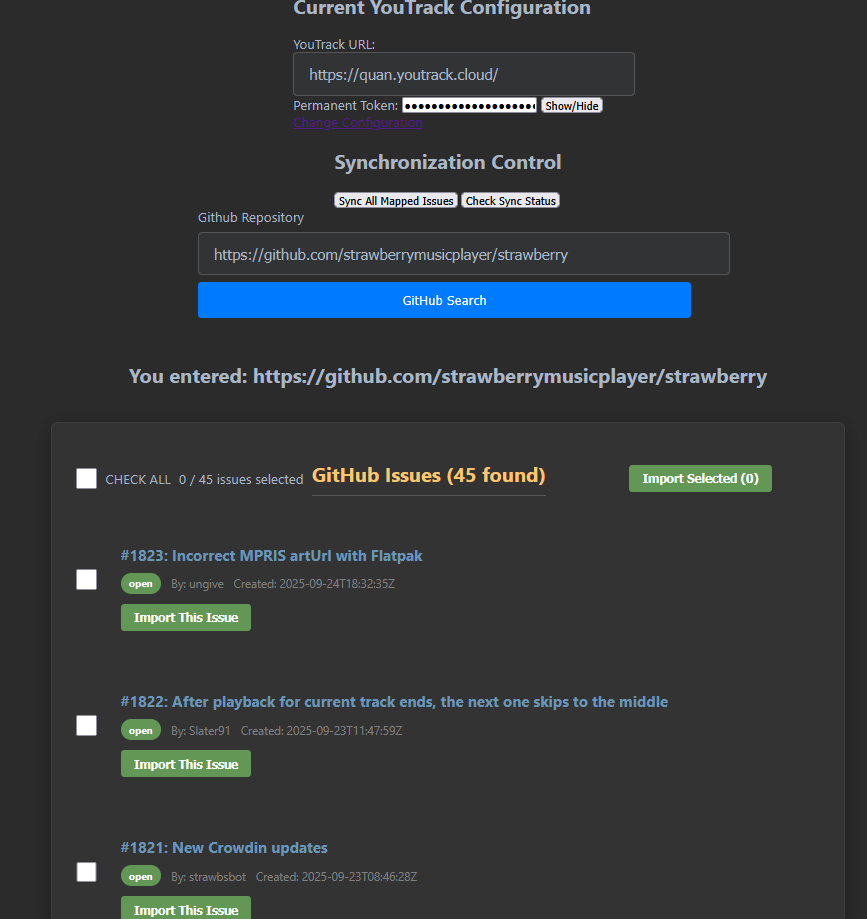 Current YouTrack Configuration
YouTrack URL:
https://quan.youtrack.cloud/
Permanent Token: •••••••••••••••••••• Show/Hide
Change Configuration
Synchronization Control
Sync All Mapped Issues Check Sync Status
Github Repository
https://github.com/strawberrymusicplayer/strawberry
GitHub Search
You entered: https://github.com/strawberrymusicplayer/strawberry
CHECK ALL 0 / 45 issues selected GitHub Issues (45 found) Import Selected (0)
#1823: Incorrect MPRIS artUrl with Flatpak
open By: ungive Created: 2025-09-24T18:32:35Z
Import This Issue
#1822: After playback for current track ends, the next one skips to the middle
open By: Slater91 Created: 2025-09-23T11:47:59Z
Import This Issue
#1821: New Crowdin updates
open By: strawbsbot Created: 2025-09-23T08:46:28Z
Import This Issue